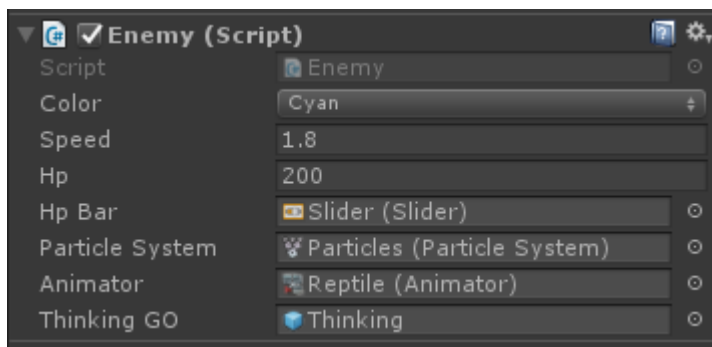 Enemy (Script)
Script Enemy
Color Cyan
Speed 1.8
Hp 200
Hp Bar Slider (Slider)
Particle System Particles (Particle System)
Animator Reptile (Animator)
Thinking GO Thinking